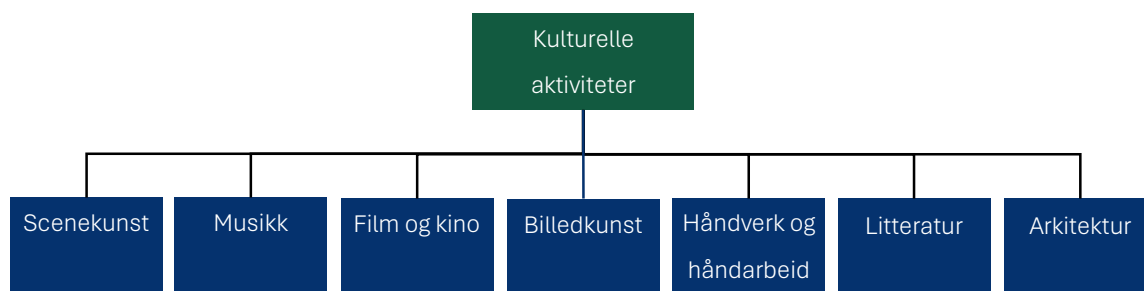 Kulturelle
aktiviteter
Scenekunst
Musikk
Film og kino
Billedkunst
Håndverk og
håndarbeid
Litteratur
Arkitektur